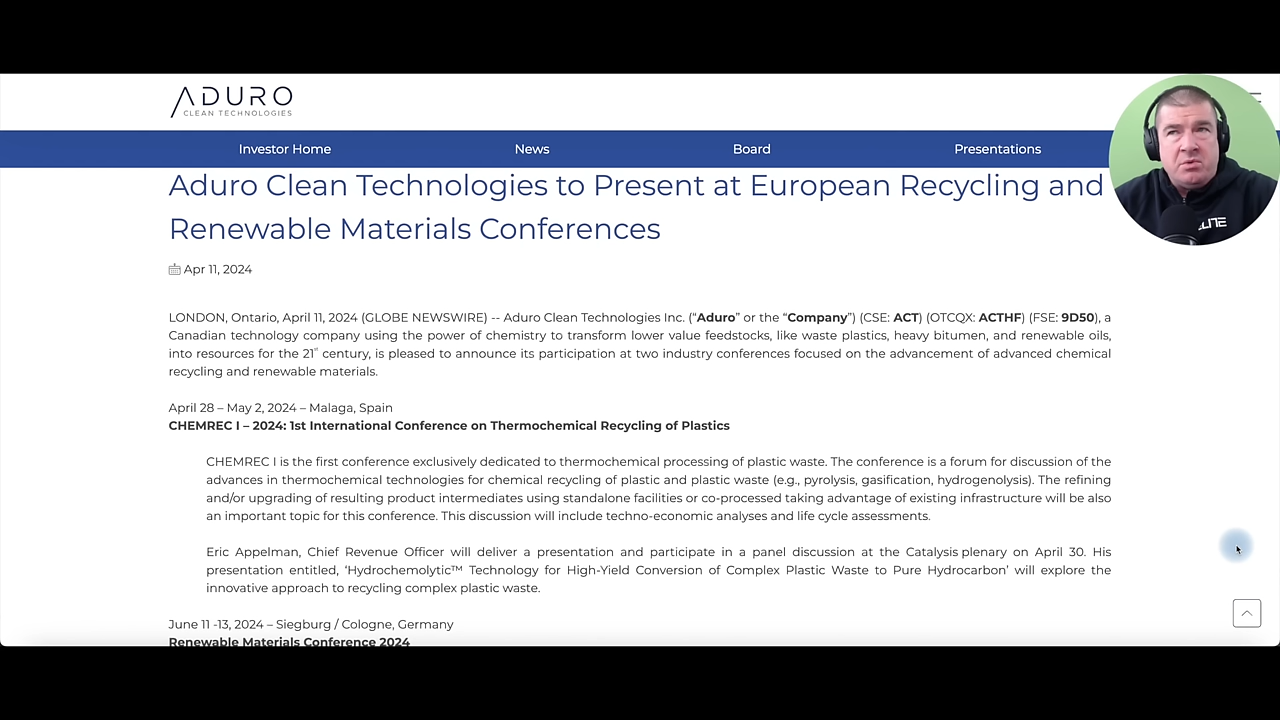 ADURO
CLEAN TECHNOLOGIES
Investor Home News Board Presentations
Aduro Clean Technologies to Present at European Recycling and
Renewable Materials Conferences
Apr 11, 2024
LONDON, Ontario, April 11, 2024 (GLOBE NEWSWIRE) -- Aduro Clean Technologies Inc. (“Aduro” or the “Company”) (CSE: ACT) (OTCQX: ACTHF) (FSE: 9D50), a
Canadian technology company using the power of chemistry to transform lower value feedstocks, like waste plastics, heavy bitumen, and renewable oils,
into resources for the 21st century, is pleased to announce its participation at two industry conferences focused on the advancement of advanced chemical
recycling and renewable materials.
April 28 – May 2, 2024 – Malaga, Spain
CHEMREC I – 2024: 1st International Conference on Thermochemical Recycling of Plastics
CHEMREC I is the first conference exclusively dedicated to thermochemical processing of plastic waste. The conference is a forum for discussion of the
advances in thermochemical technologies for chemical recycling of plastic and plastic waste (e.g., pyrolysis, gasification, hydrogenolysis). The refining
and/or upgrading of resulting product intermediates using standalone facilities or co-processed taking advantage of existing infrastructure will be also
an important topic for this conference. This discussion will include techno-economic analyses and life cycle assessments.
Eric Appelman, Chief Revenue Officer will deliver a presentation and participate in a panel discussion at the Catalysis plenary on April 30. His
presentation entitled, ‘Hydrochemolytic™ Technology for High-Yield Conversion of Complex Plastic Waste to Pure Hydrocarbon’ will explore the
innovative approach to recycling complex plastic waste.
June 11 -13, 2024 – Siegburg / Cologne, Germany
Renewable Materials Conference 2024